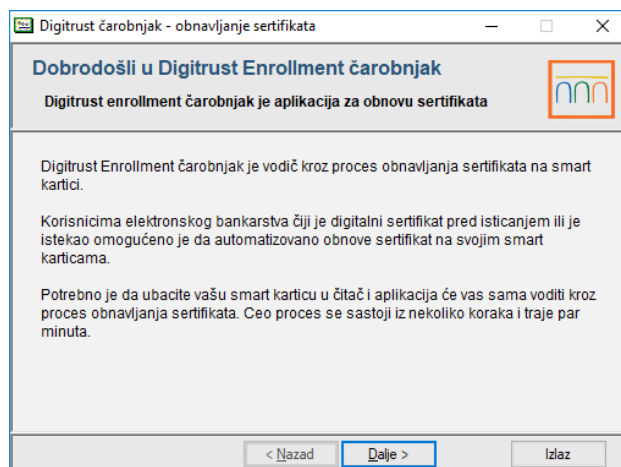 Digitrust čarobnjak - obnavljanje sertifikata
Dobrodošli u Digitrust Enrollment čarobnjak
Digitrust enrollment čarobnjak je aplikacija za obnovu sertifikata
Digitrust Enrollment čarobnjak je vodič kroz proces obnavljanja sertifikata na smart
kartici.
Korisnicima elektronskog bankarstva čiji je digitalni sertifikat pred isticanjem ili je
istekao omogućeno je da automatizovano obnove sertifikat na svojim smart
karticama.
Potrebno je da ubacite vašu smart karticu u čitač i aplikacija će vas sama voditi kroz
proces obnavljanja sertifikata. Ceo proces se sastoji iz nekoliko koraka i traje par
minuta.
< Nazad
Dalje >
Izlaz